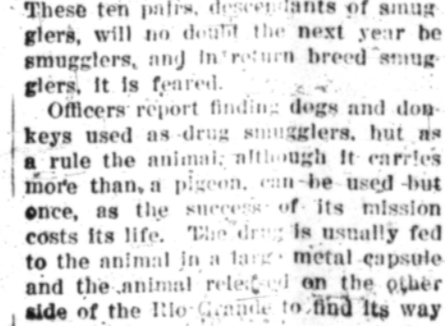 These ten pairs, descendants of smug-
glers, will no doubt the next year be
smugglers, and in return breed smug-
glers, it is feared.
Officers report finding dogs and don-
keys used as drug smugglers, but as
a rule the animal, although it carries
more than a pigeon, can be used but
once, as the success of its mission
costs its life. The drug is usually fed
to the animal in a large metal capsule
and the animal released on the other
side of the Rio Grande to find its way